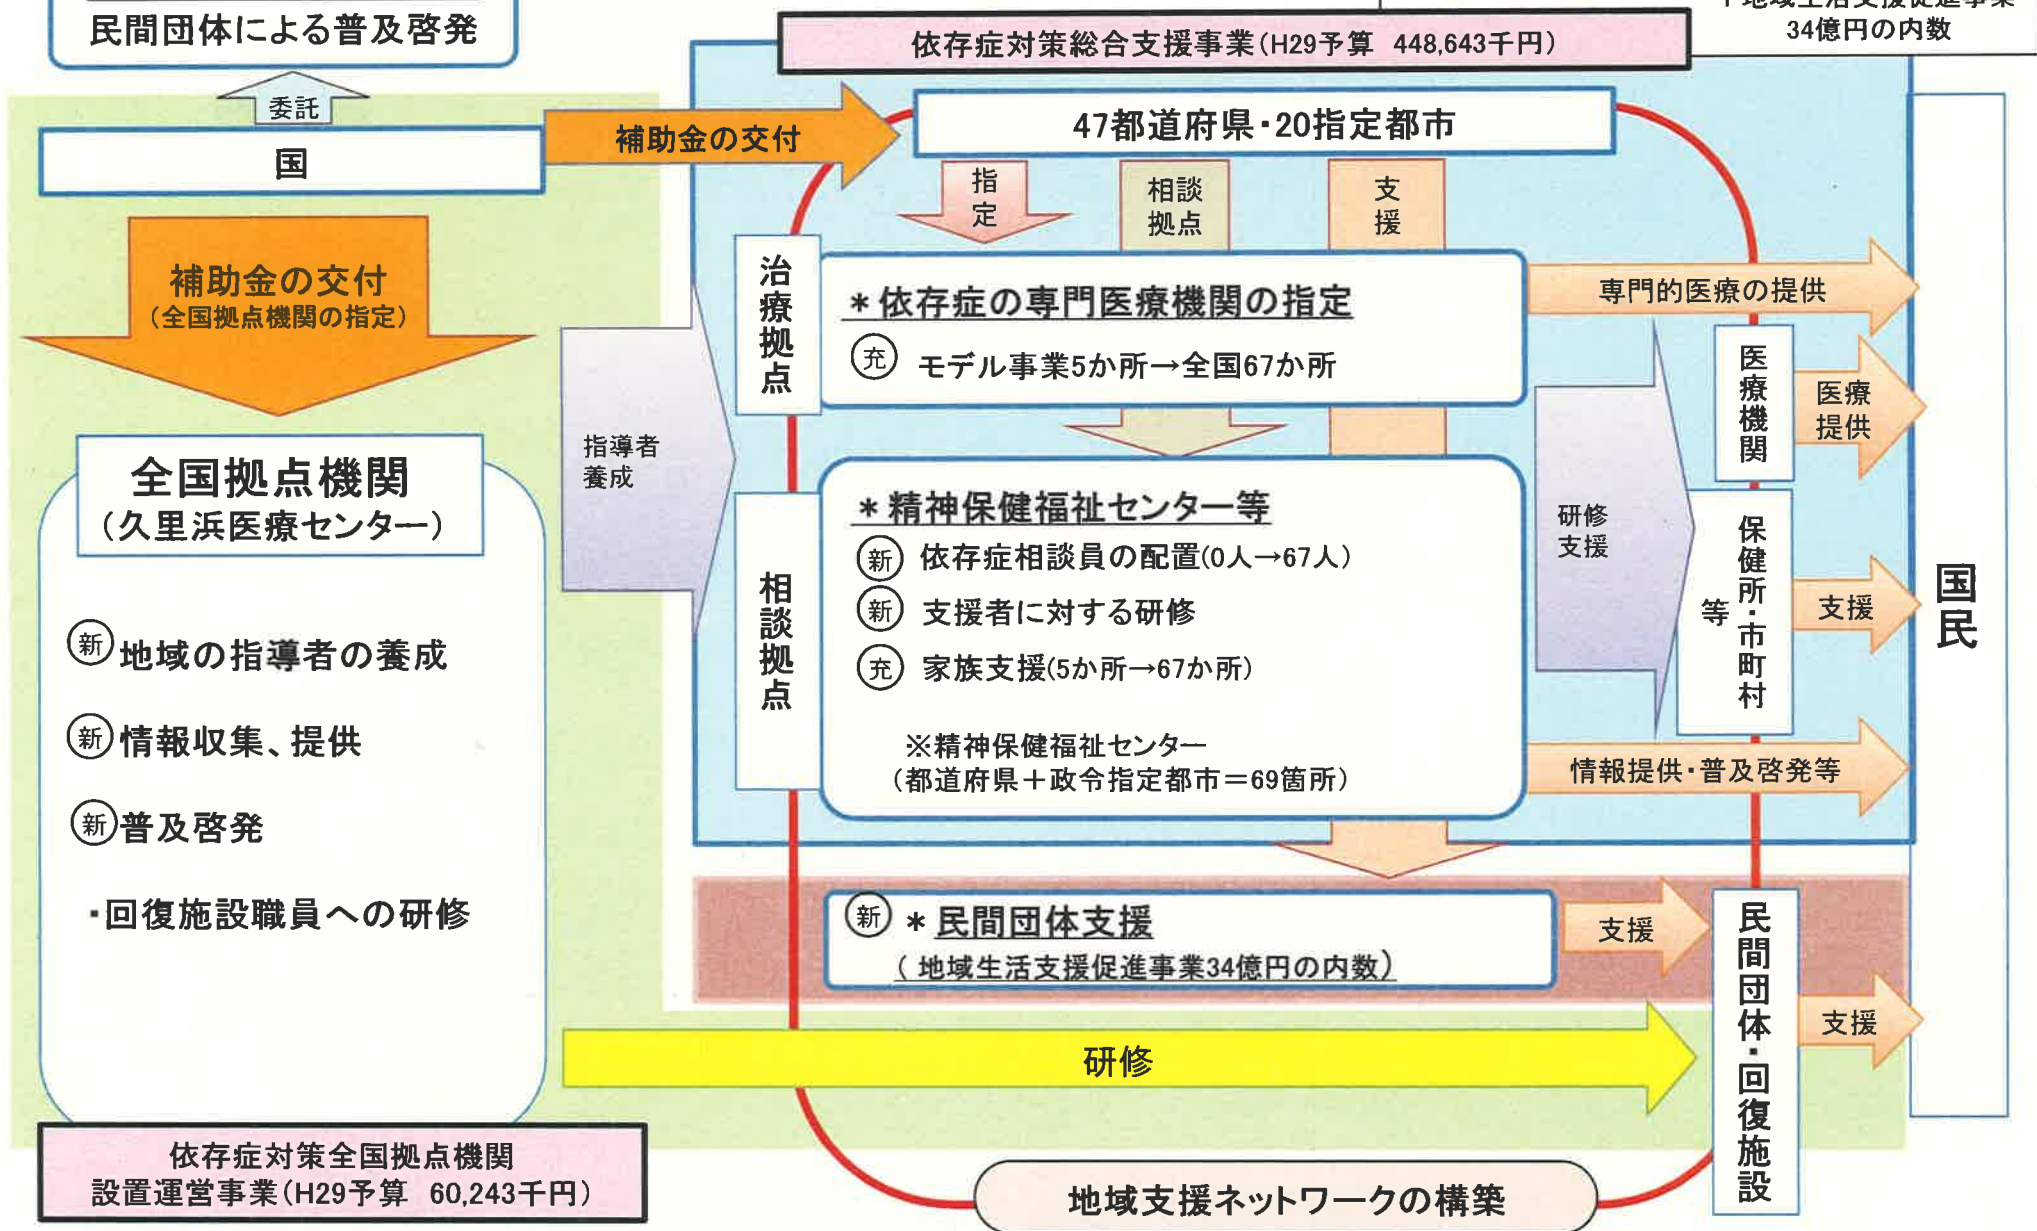 民間団体による普及啓発
地域生活支援促進事業
34億円の内数
依存症対策総合支援事業(H29予算 448,643千円)
委託
国
補助金の交付
47都道府県・20指定都市
指定
相談拠点
支援
補助金の交付
(全国拠点機関の指定)
治療拠点
*依存症の専門医療機関の指定
充 モデル事業5か所→全国67か所
専門的医療の提供
医療機関
医療
提供
指導者
養成
全国拠点機関
(久里浜医療センター)
新 地域の指導者の養成
新 情報収集、提供
新 普及啓発
・回復施設職員への研修
相談拠点
*精神保健福祉センター等
新 依存症相談員の配置(0人→67人)
新 支援者に対する研修
充 家族支援(5か所→67か所)
※精神保健福祉センター
(都道府県+政令指定都市=69箇所)
研修
支援
保健所・市町村
等
支援
国民
情報提供・普及啓発等
新 *民間団体支援
(地域生活支援促進事業34億円の内数)
支援
民間団体・回復施設
支援
研修
依存症対策全国拠点機関
設置運営事業(H29予算 60,243千円)
地域支援ネットワークの構築